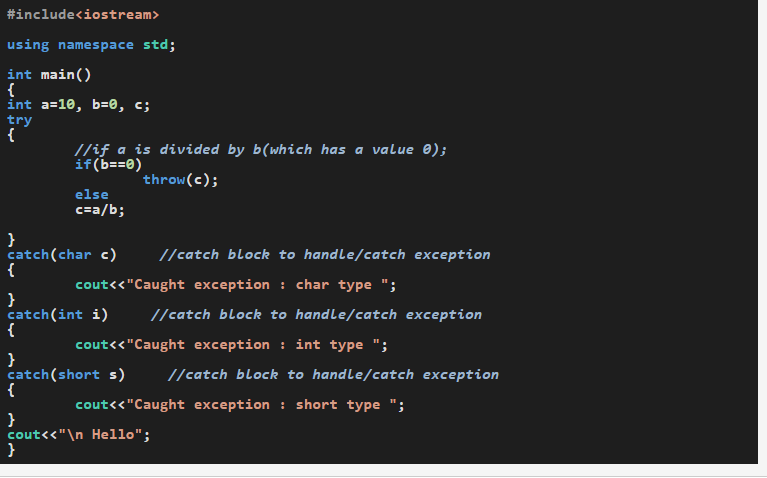 #include<iostream>
using namespace std;
int main()
{
int a=10, b=0, c;
try
{
//if a is divided by b(which has a value 0);
if(b==0)
throw(c);
else
c=a/b;
}
catch(char c) //catch block to handle/catch exception
{
cout<<"Caught exception : char type ";
}
catch(int i) //catch block to handle/catch exception
{
cout<<"Caught exception : int type ";
}
catch(short s) //catch block to handle/catch exception
{
cout<<"Caught exception : short type ";
}
cout<<"\n Hello";
}